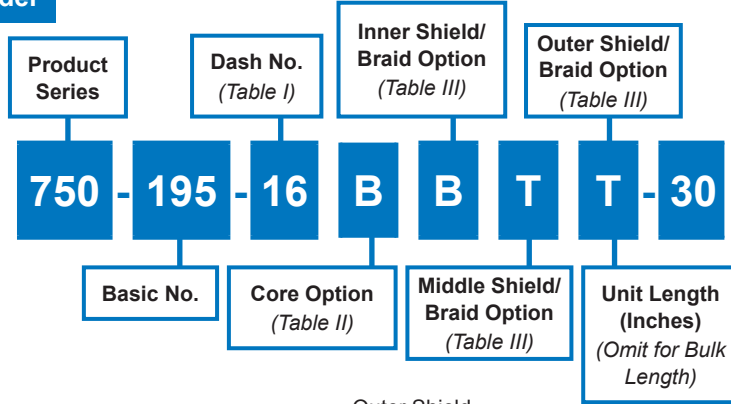 Product
Series
Dash No.
(Table I)
Inner Shield/
Braid Option
(Table III)
Outer Shield/
Braid Option
(Table III)
750 - 195 - 16 B B T T - 30
Basic No.
Core Option
(Table II)
Middle Shield/
Braid Option
(Table III)
Unit Length
(Inches)
(Omit for Bulk
Length)